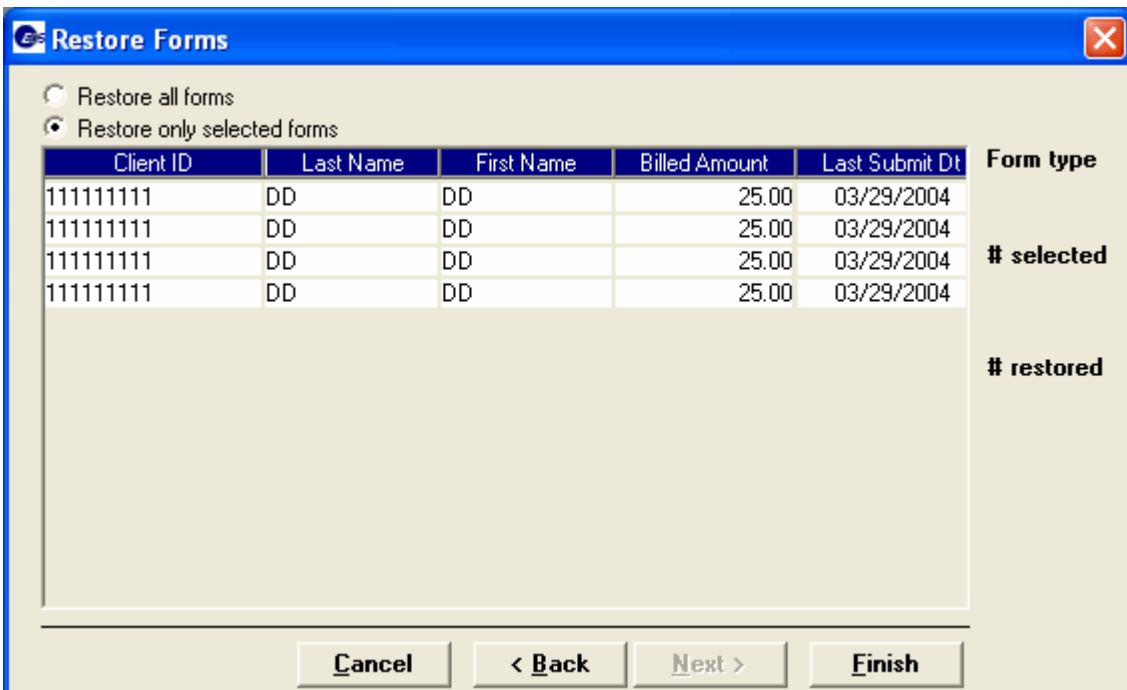 Restore Forms
Restore all forms
Restore only selected forms
Client ID Last Name First Name Billed Amount Last Submit Dt Form type
111111111 DD DD 25.00 03/29/2004
111111111 DD DD 25.00 03/29/2004
111111111 DD DD 25.00 03/29/2004 # selected
111111111 DD DD 25.00 03/29/2004
# restored
Cancel < Back Next > Finish